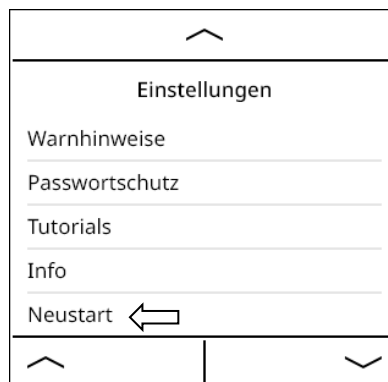 Einstellungen
Warnhinweise
Passwortschutz
Tutorials
Info
Neustart